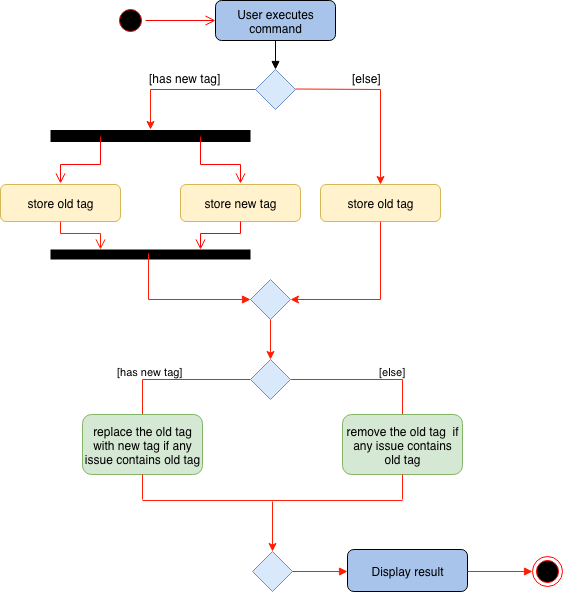 User executes
command
[has new tag]
[else]
store old tag
store new tag
store old tag
[has new tag]
[else]
replace the old tag
with new tag if any
issue contains old tag
remove the old tag if
any issue contains
old tag
Display result